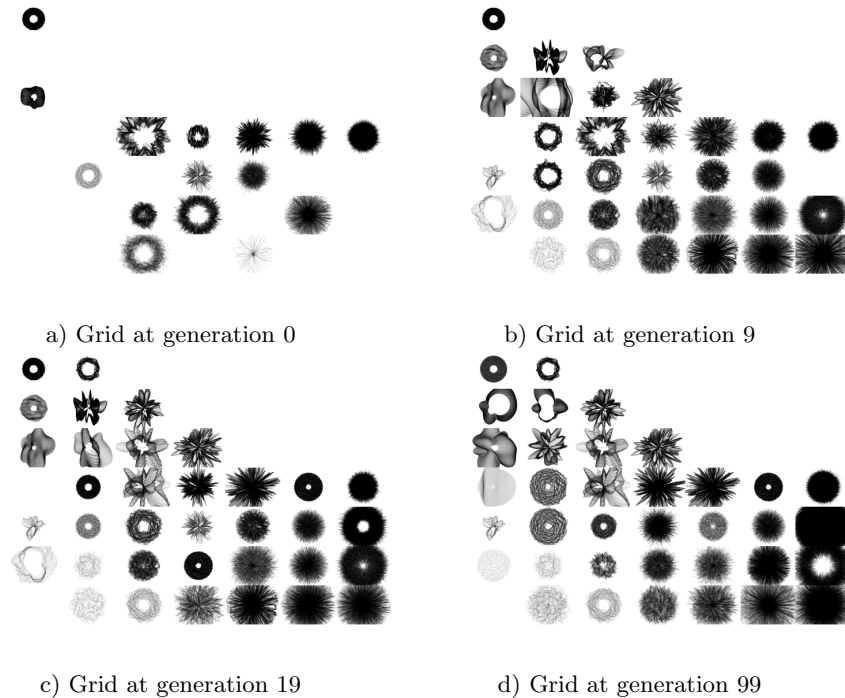 a) Grid at generation 0
b) Grid at generation 9
c) Grid at generation 19
d) Grid at generation 99